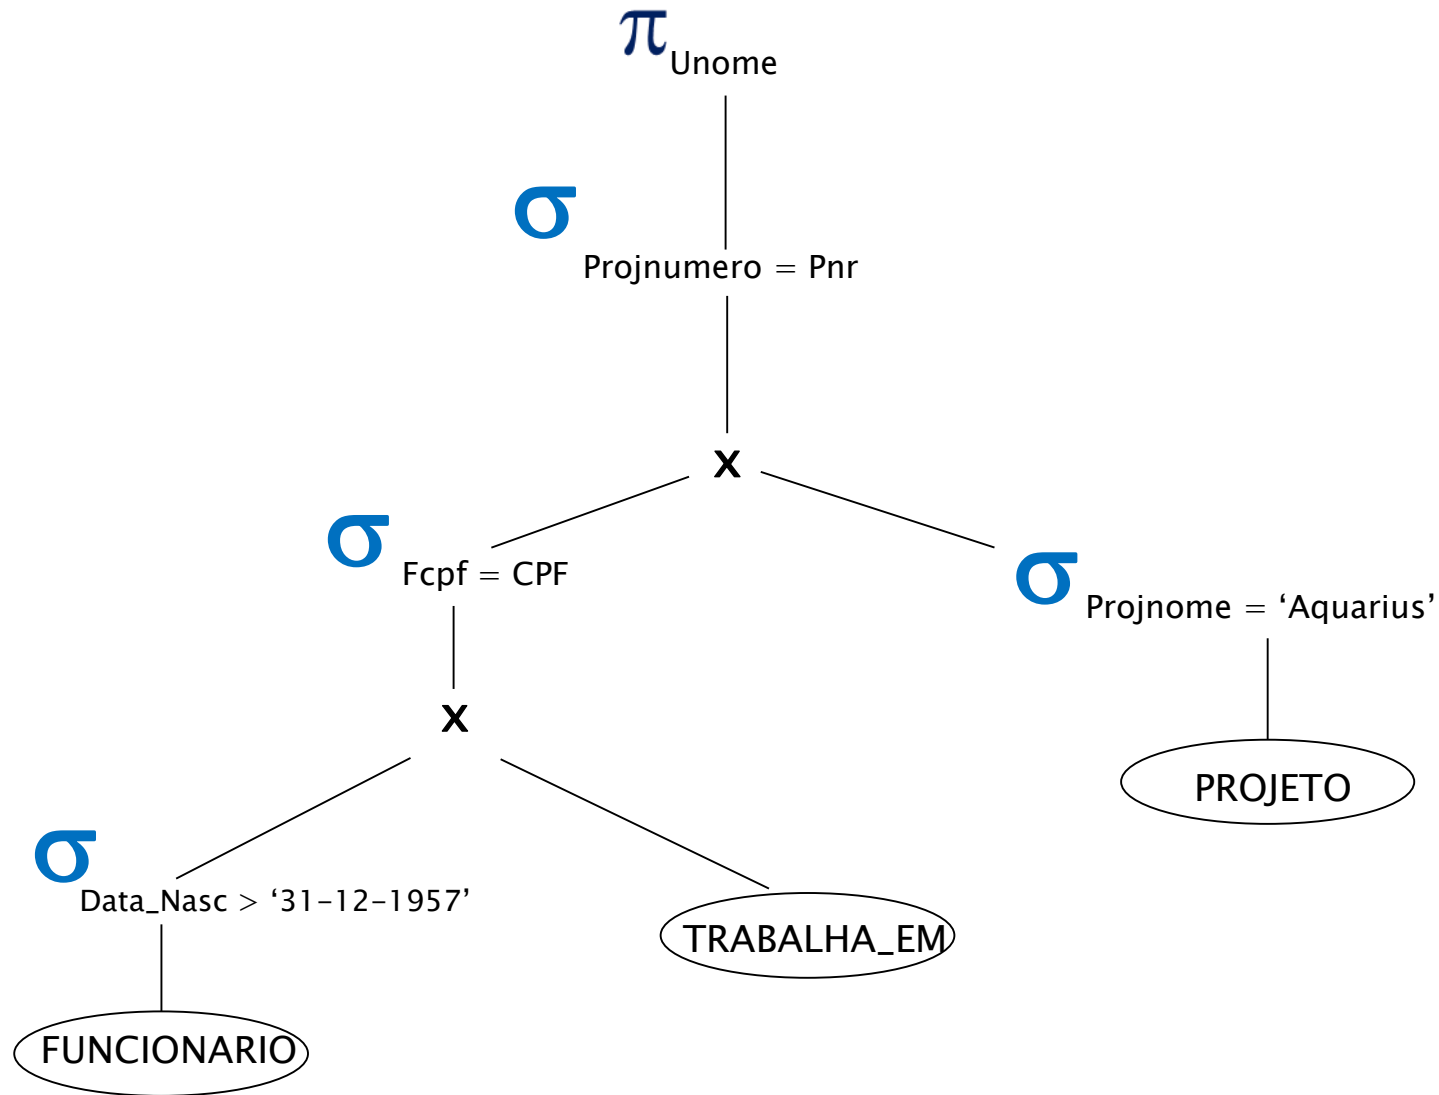 π Unome
σ Projnumero = Pnr
x
σ Fcpf = CPF
σ Projnome = ‘Aquarius’
x
PROJETO
σ Data_Nasc > ‘31-12-1957’
TRABALHA_EM
FUNCIONARIO